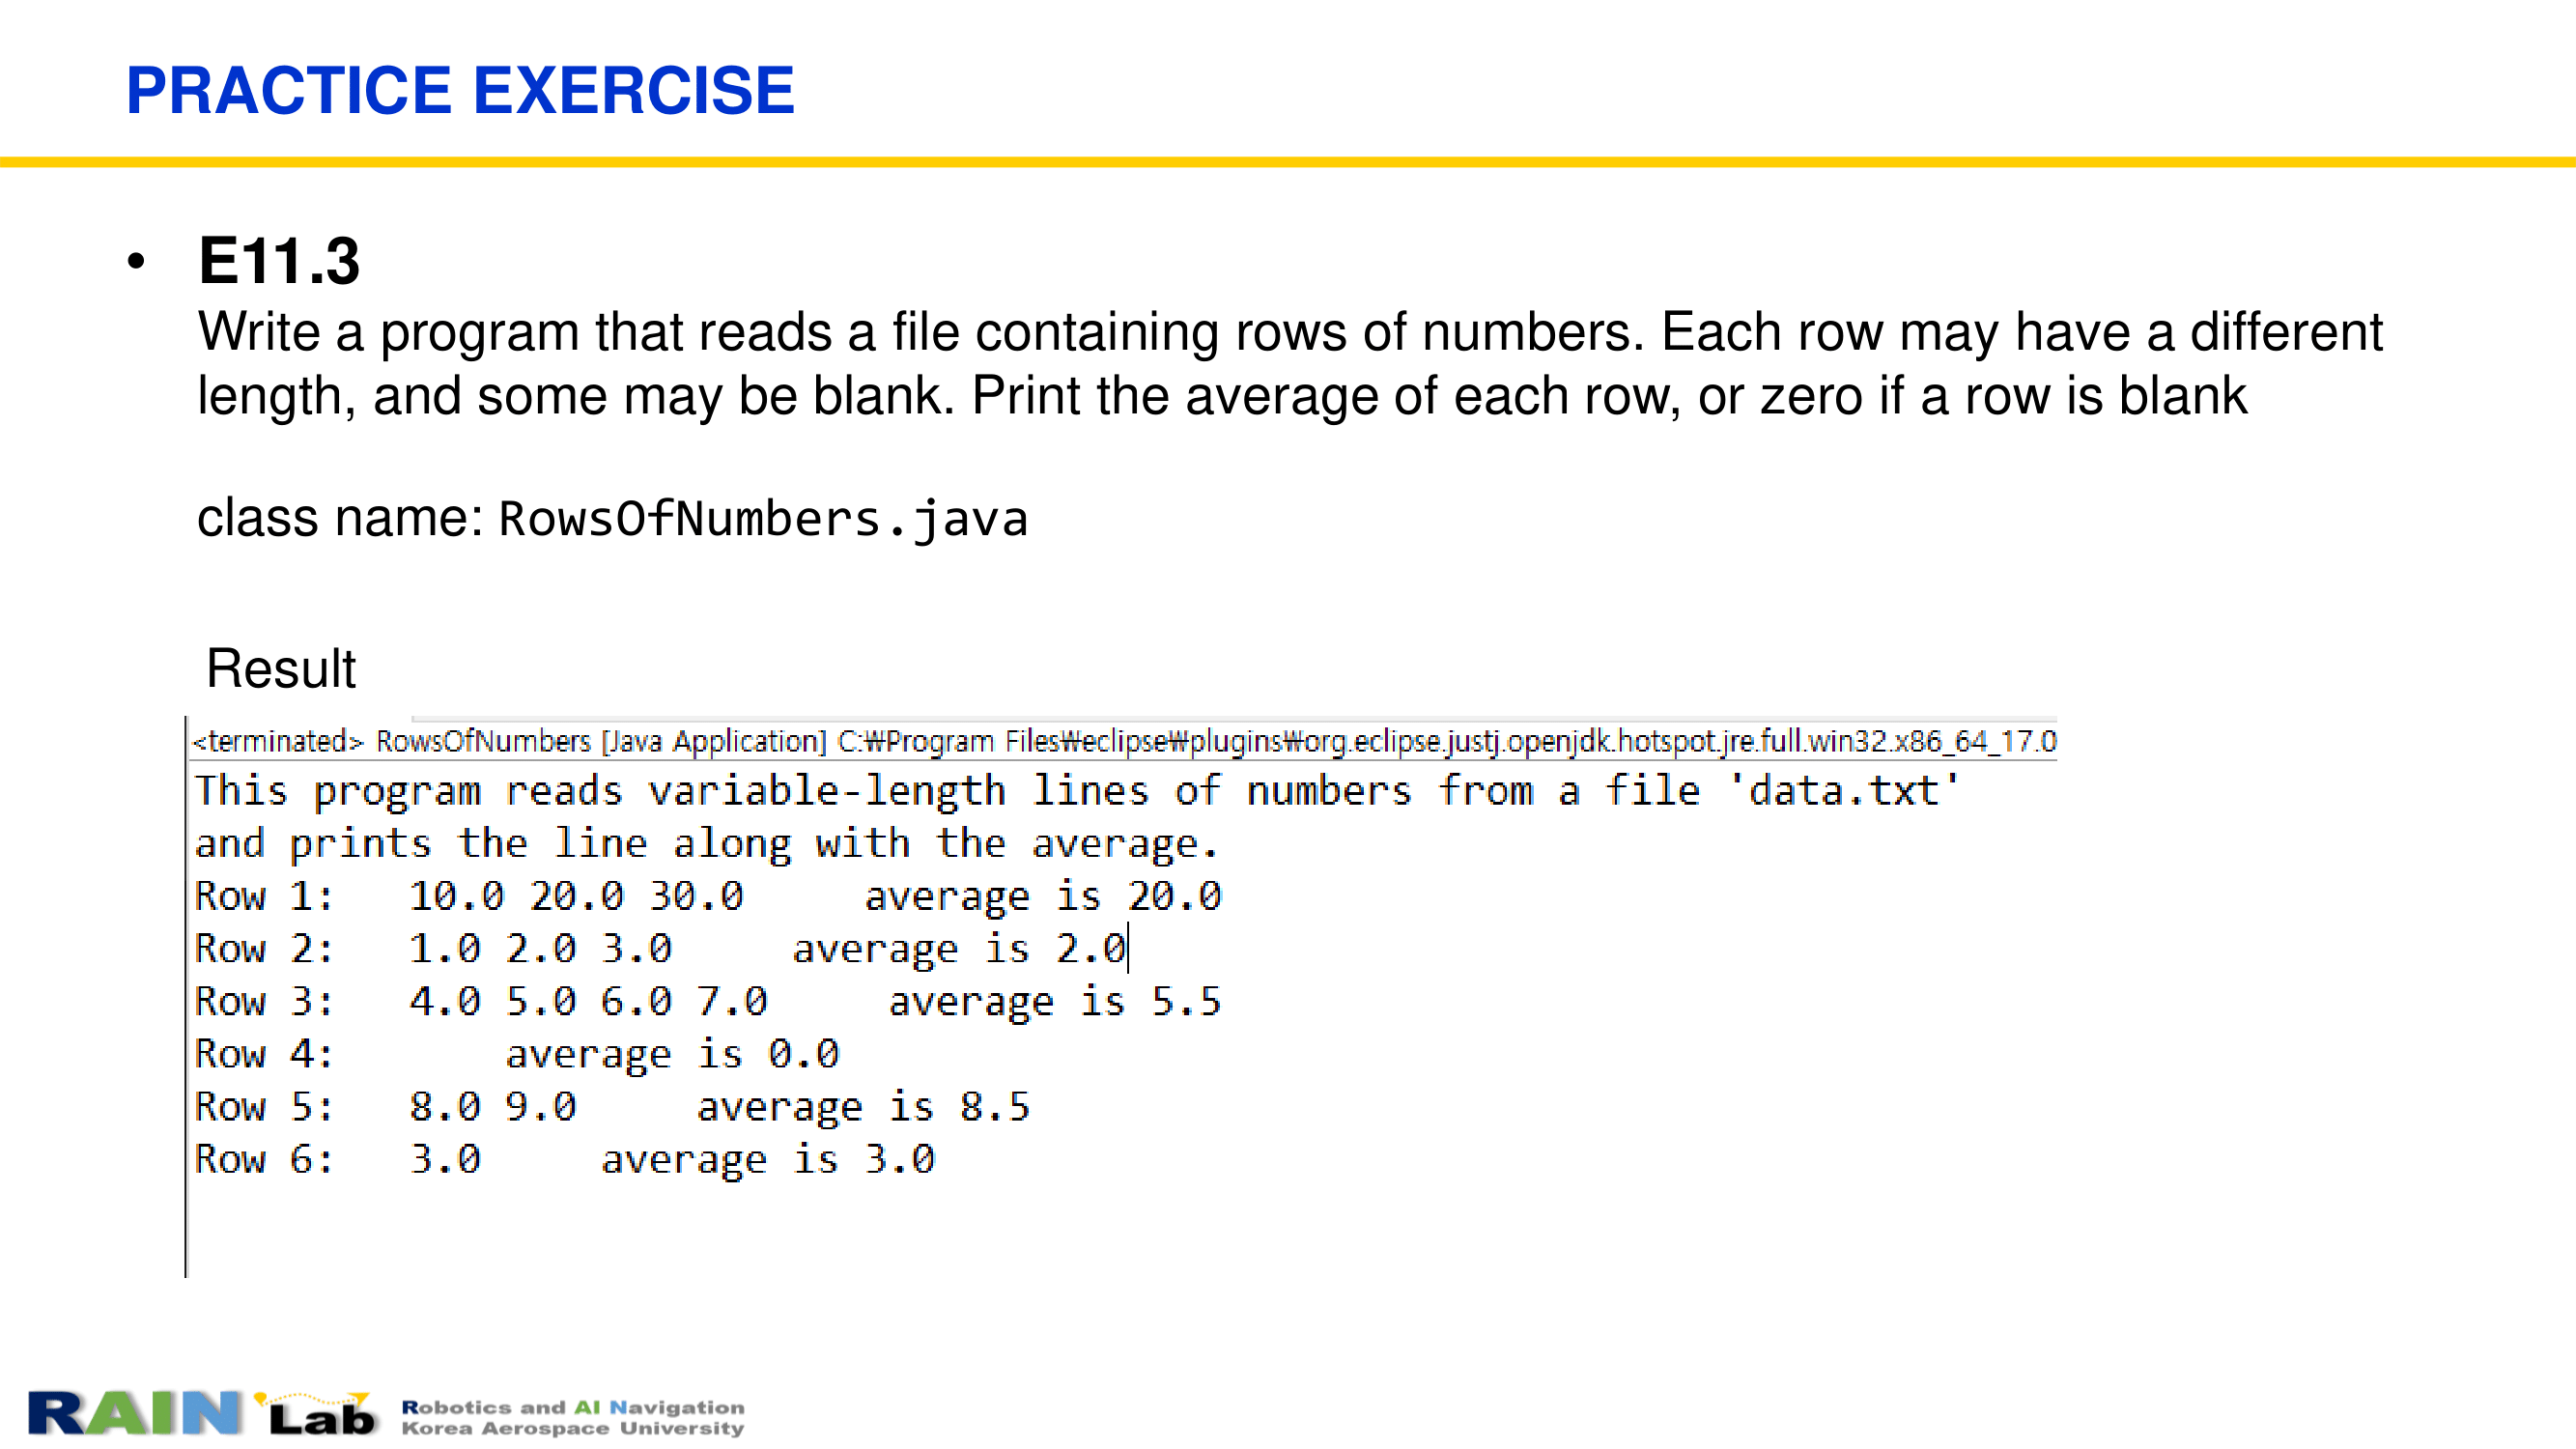 PRACTICE EXERCISE
• E11.3
Write a program that reads a file containing rows of numbers. Each row may have a different
length, and some may be blank. Print the average of each row, or zero if a row is blank
class name: RowsOfNumbers.java
Result
<terminated> RowsOfNumbers [Java Application] C:₩Program Files₩eclipse₩plugins₩org.eclipse.justj.openjdk.hotspot.jre.full.win32.x86_64_17.0
This program reads variable-length lines of numbers from a file 'data.txt'
and prints the line along with the average.
Row 1:   10.0 20.0 30.0     average is 20.0
Row 2:   1.0 2.0 3.0     average is 2.0
Row 3:   4.0 5.0 6.0 7.0     average is 5.5
Row 4:       average is 0.0
Row 5:   8.0 9.0     average is 8.5
Row 6:   3.0     average is 3.0
RAIN Lab
Robotics and AI Navigation
Korea Aerospace University